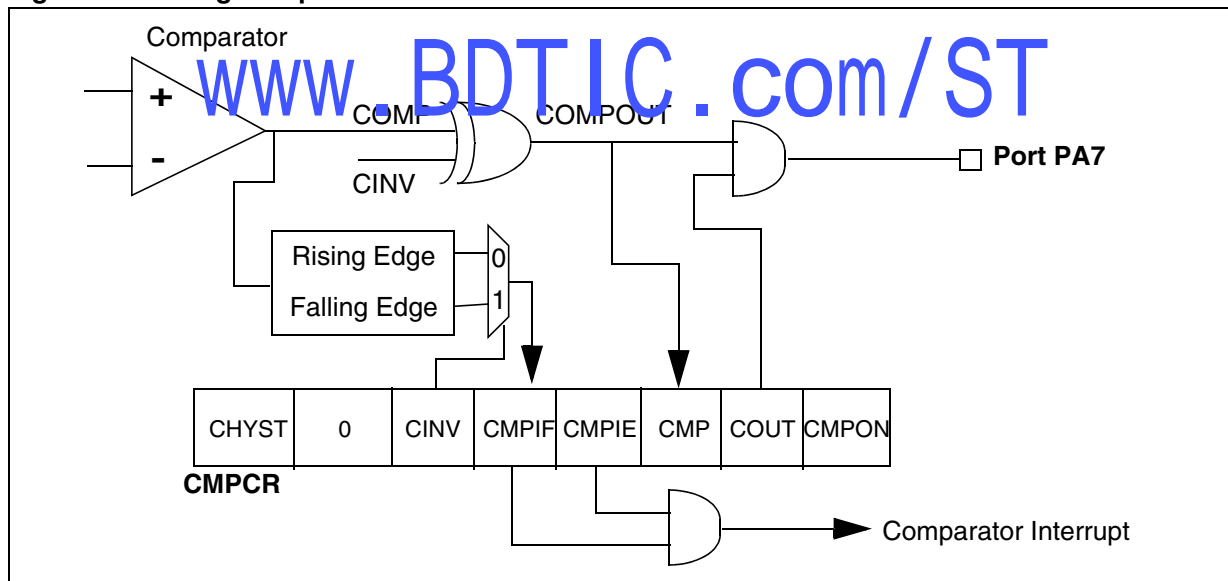 Comparator
www.BDTIC.com/ST
+
-
COMP
COMPOUT
CINV
Port PA7
Rising Edge
Falling Edge
0
1
CHYST 0 CINV CMPIF CMPIE CMP COUT CMPON
CMPCR
Comparator Interrupt